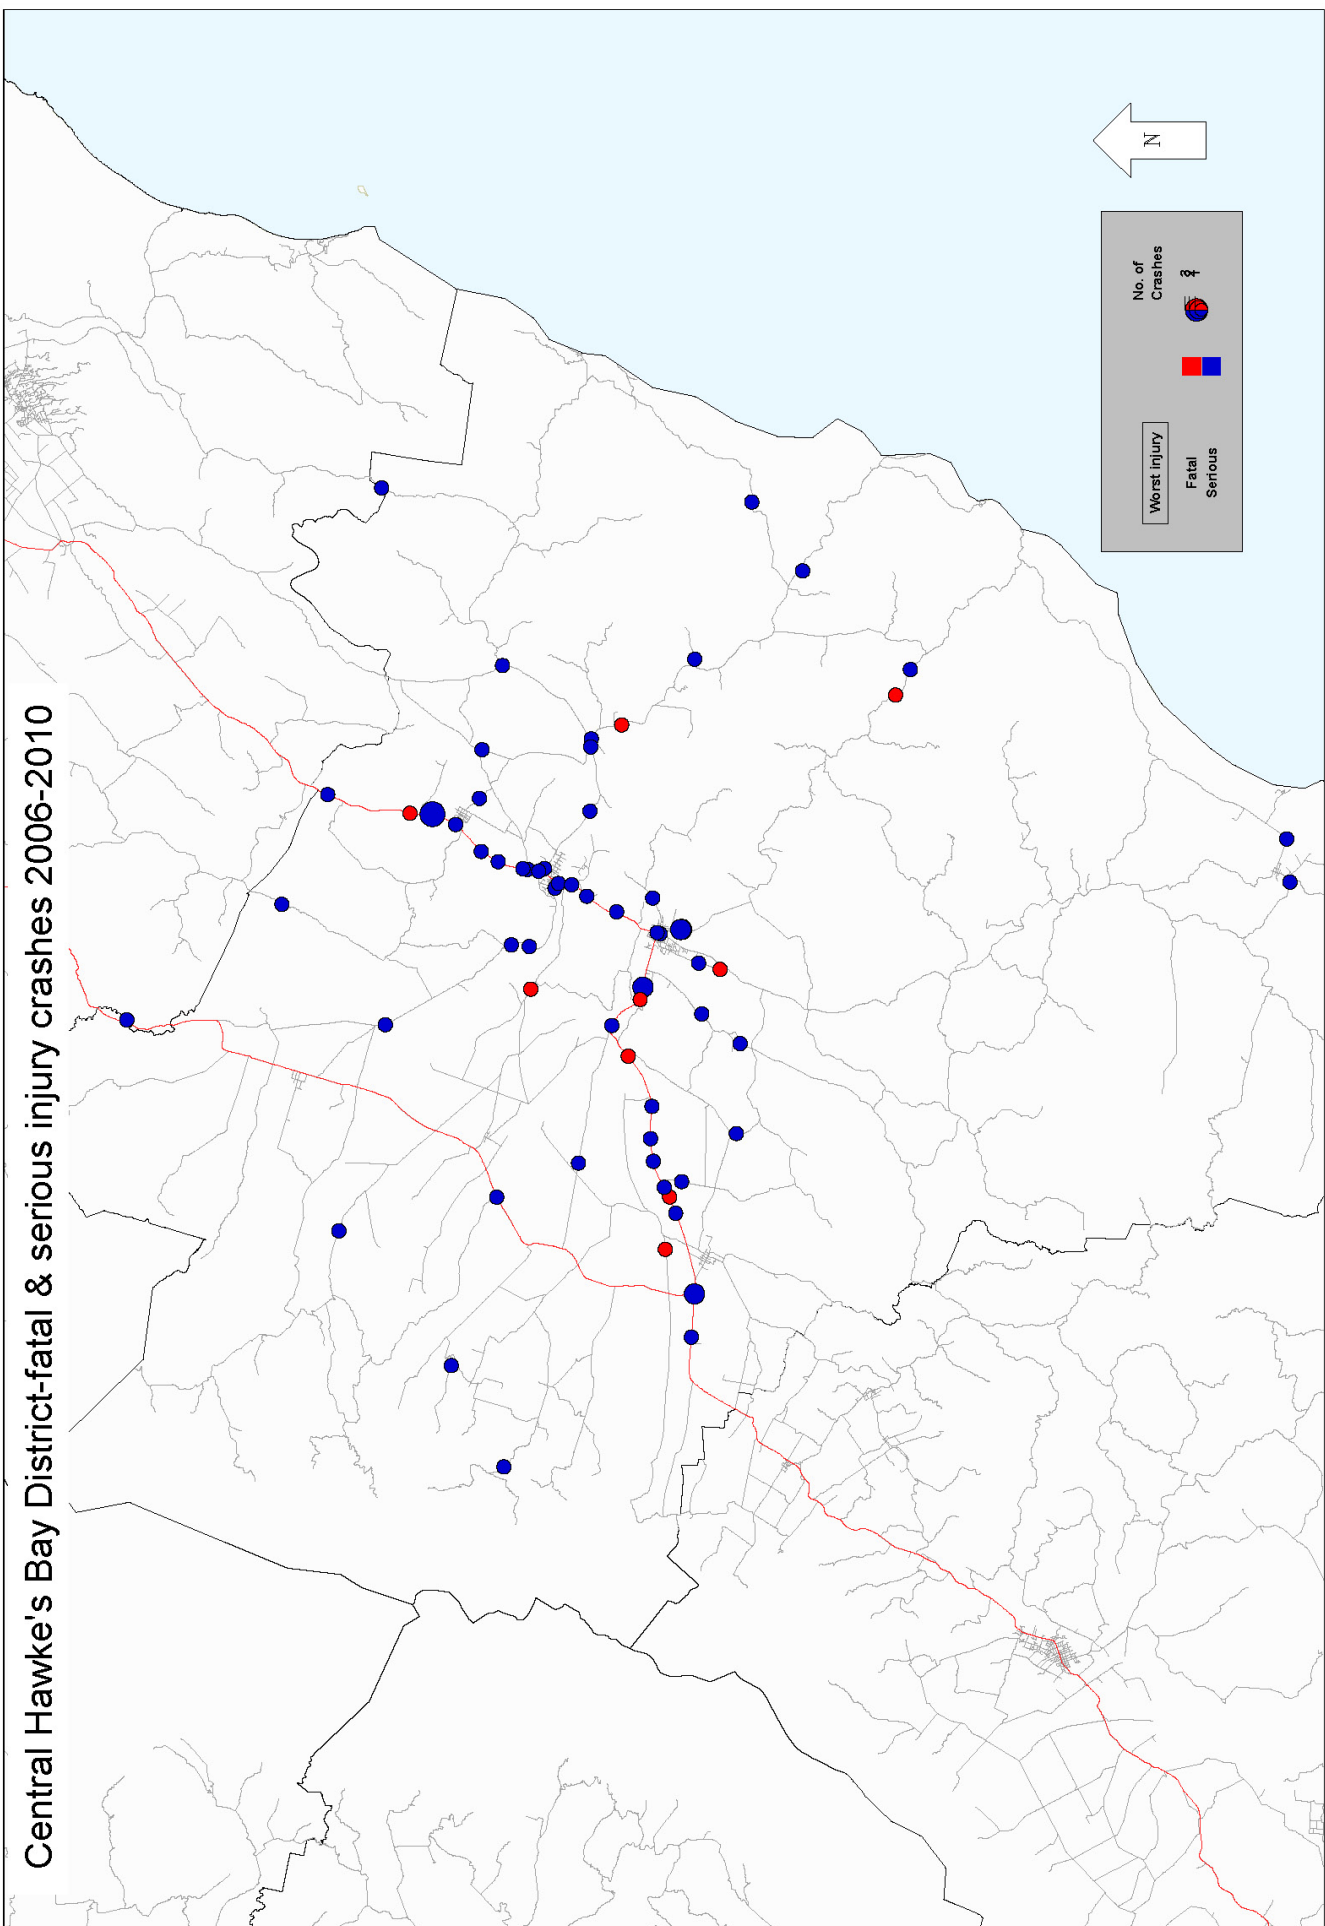 Central Hawke's Bay District-fatal & serious injury crashes 2006-2010
N
Worst injury
Fatal
Serious
No. of
Crashes